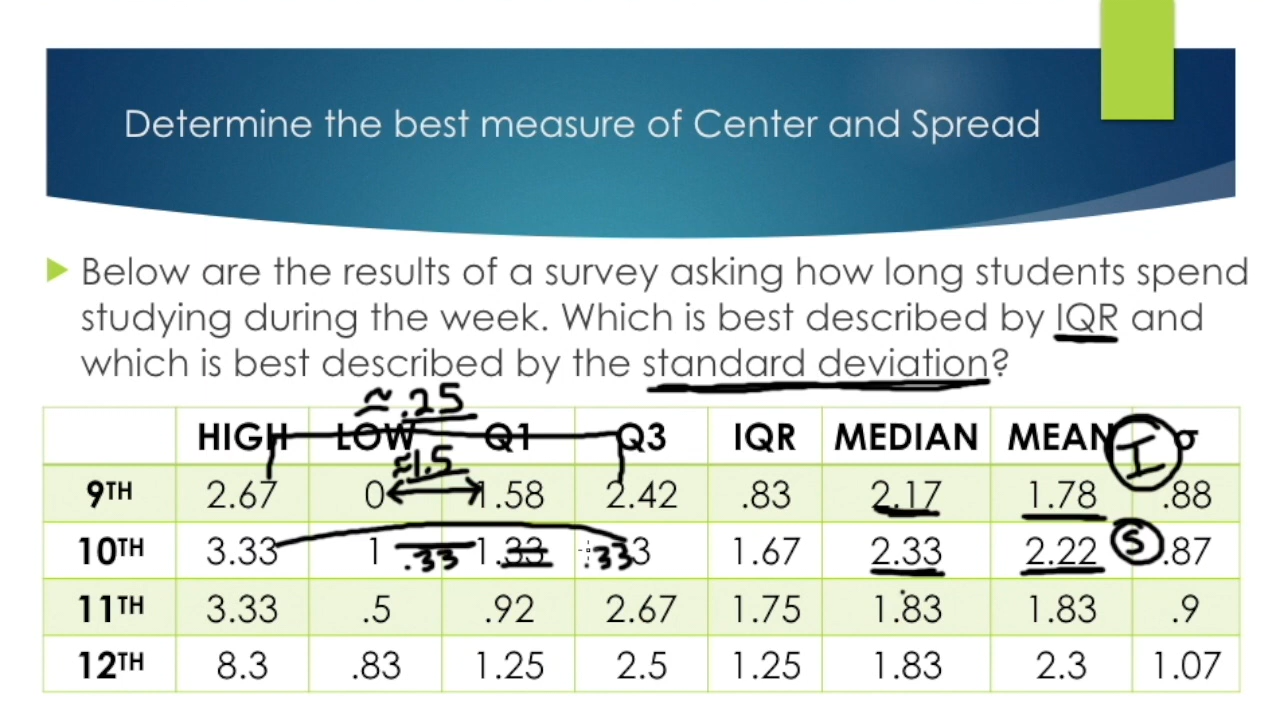 Determine the best measure of Center and Spread
Below are the results of a survey asking how long students spend
studying during the week. Which is best described by IQR and
which is best described by the standard deviation?
≈ .25
HIGH LOW Q1 Q3 IQR MEDIAN MEAN I σ
≈1.5
9TH 2.67 0 1.58 2.42 .83 2.17 1.78 .88
10TH 3.33 1 .33 1.33 .33 3 1.67 2.33 2.22 S .87
11TH 3.33 .5 .92 2.67 1.75 1.83 1.83 .9
12TH 8.3 .83 1.25 2.5 1.25 1.83 2.3 1.07